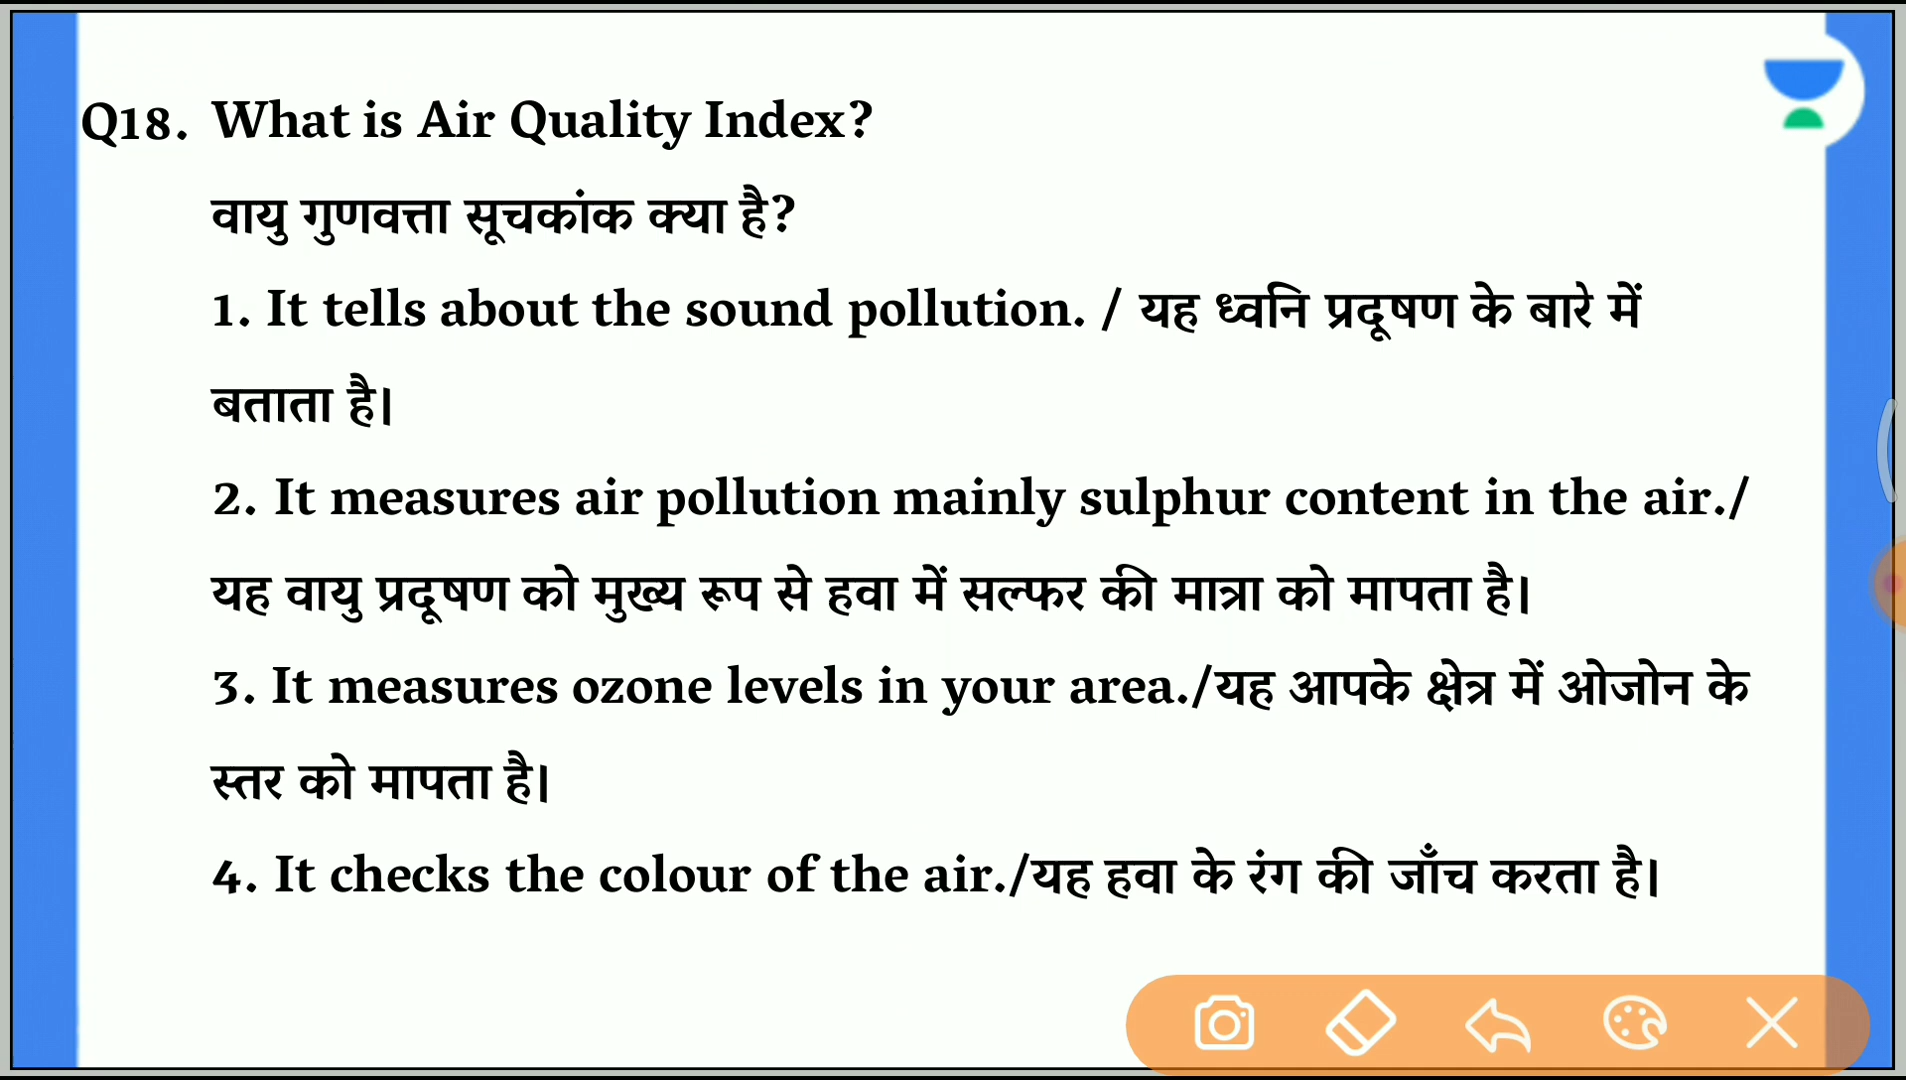 Q18. What is Air Quality Index?
वायु गुणवत्ता सूचकांक क्या है?
1. It tells about the sound pollution. / यह ध्वनि प्रदूषण के बारे में
बताता है।
2. It measures air pollution mainly sulphur content in the air./
यह वायु प्रदूषण को मुख्य रूप से हवा में सल्फर की मात्रा को मापता है।
3. It measures ozone levels in your area./यह आपके क्षेत्र में ओजोन के
स्तर को मापता है।
4. It checks the colour of the air./यह हवा के रंग की जाँच करता है।